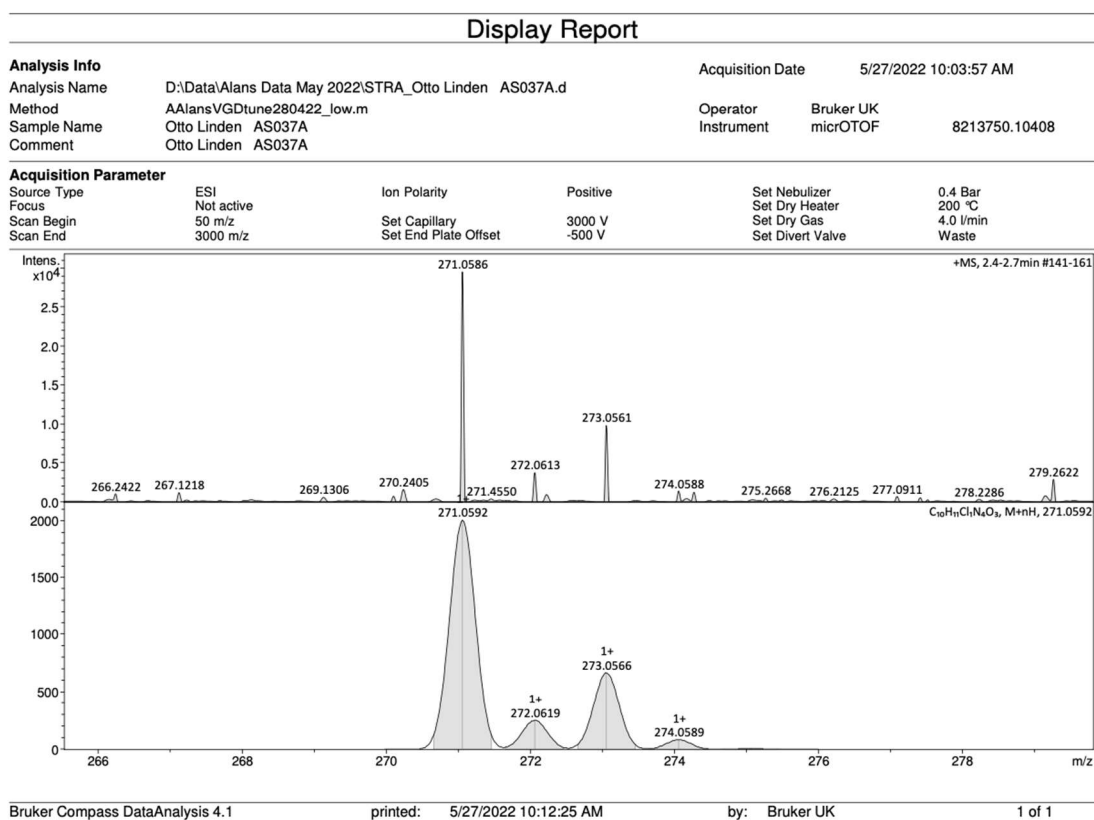 Display Report
Analysis Info
Acquisition Date 5/27/2022 10:03:57 AM
Analysis Name D:\Data\Alans Data May 2022\STRA_Otto Linden AS037A.d
Method AAlansVGDtune280422_low.m Operator Bruker UK
Sample Name Otto Linden AS037A Instrument micrOTOF 8213750.10408
Comment Otto Linden AS037A
Acquisition Parameter
Source Type ESI Ion Polarity Positive Set Nebulizer 0.4 Bar
Focus Not active Set Dry Heater 200 °C
Scan Begin 50 m/z Set Capillary 3000 V Set Dry Gas 4.0 l/min
Scan End 3000 m/z Set End Plate Offset -500 V Set Divert Valve Waste
Intens.
x10⁴
+MS, 2.4-2.7min #141-161
271.0586
2.5
2.0
1.5
1.0
0.5
0.0
273.0561
272.0613
279.2622
266.2422
267.1218
269.1306
270.2405
271.4550
274.0588
275.2668
276.2125
277.0911
278.2286
C₁₀H₁₁Cl₁N₄O₃, M+nH, 271.0592
1+
271.0592
2000
1500
1000
500
0
1+
273.0566
1+
272.0619
1+
274.0589
266 268 270 272 274 276 278 m/z
Bruker Compass DataAnalysis 4.1 printed: 5/27/2022 10:12:25 AM by: Bruker UK 1 of 1